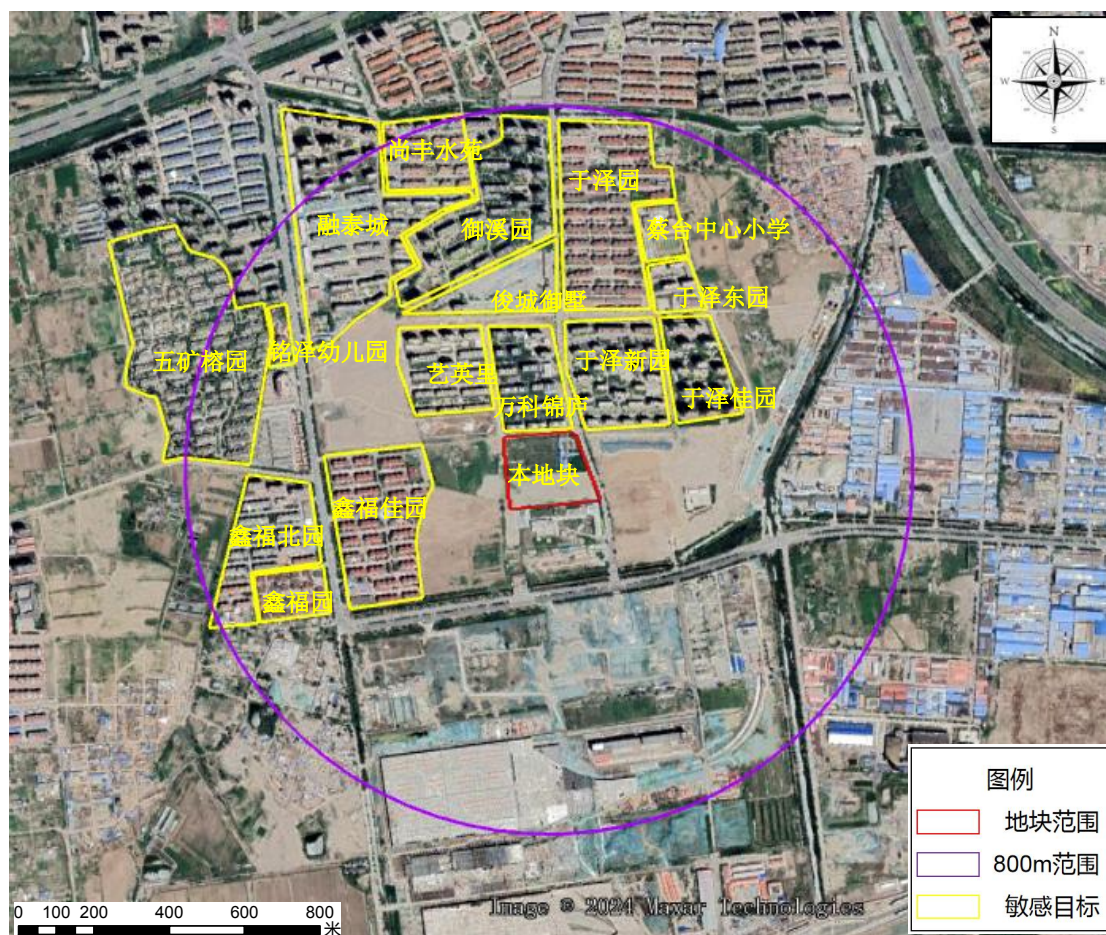 N
W
E
S
尚丰水苑
于泽园
融泰城
御溪园
蔡台中心小学
俊城御墅
于泽东园
五矿榕园
铭泽幼儿园
艺英里
于泽新园
万科锦庐
于泽佳园
本地块
鑫福佳园
鑫福北园
鑫福园
图例
地块范围
800m范围
敏感目标
0 100 200 400 600 800
米
Image © 2024 Maxar Technologies